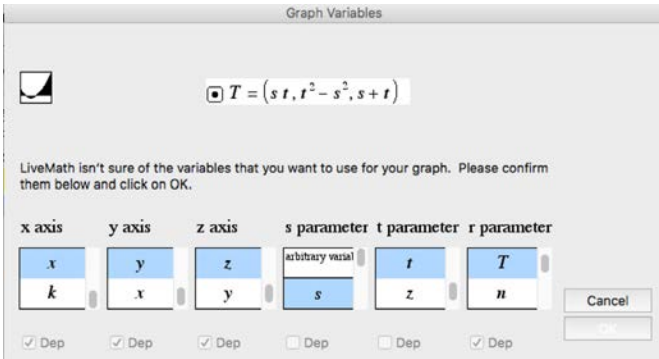 Graph Variables
T = (s t, t² − s², s + t)
LiveMath isn't sure of the variables that you want to use for your graph. Please confirm
them below and click on OK.
x axis y axis z axis s parameter t parameter r parameter
x y z arbitrary varial t T
k x y s z n
Cancel
OK
Dep Dep Dep Dep Dep Dep